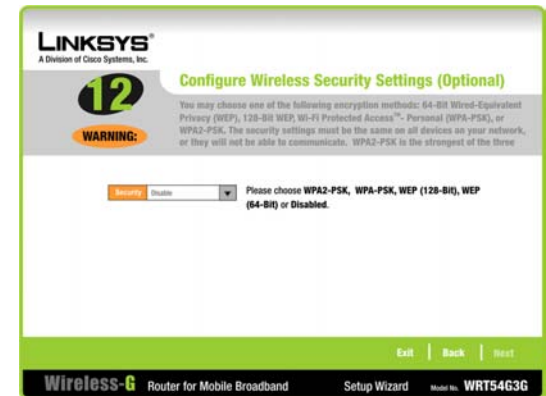 LINKSYS®
A Division of Cisco Systems, Inc.
12
Configure Wireless Security Settings (Optional)
WARNING:
You may choose one of the following encryption methods: 64-Bit Wired-Equivalent
Privacy (WEP), 128-Bit WEP, Wi-Fi Protected Access™- Personal (WPA-PSK), or
WPA2-PSK. The security settings must be the same on all devices on your network,
or they will not be able to communicate. WPA2-PSK is the strongest of the three
Security
Disable
Please choose WPA2-PSK, WPA-PSK, WEP (128-Bit), WEP
(64-Bit) or Disabled.
Exit | Back | Next
Wireless-G Router for Mobile Broadband Setup Wizard Model No. WRT54G3G